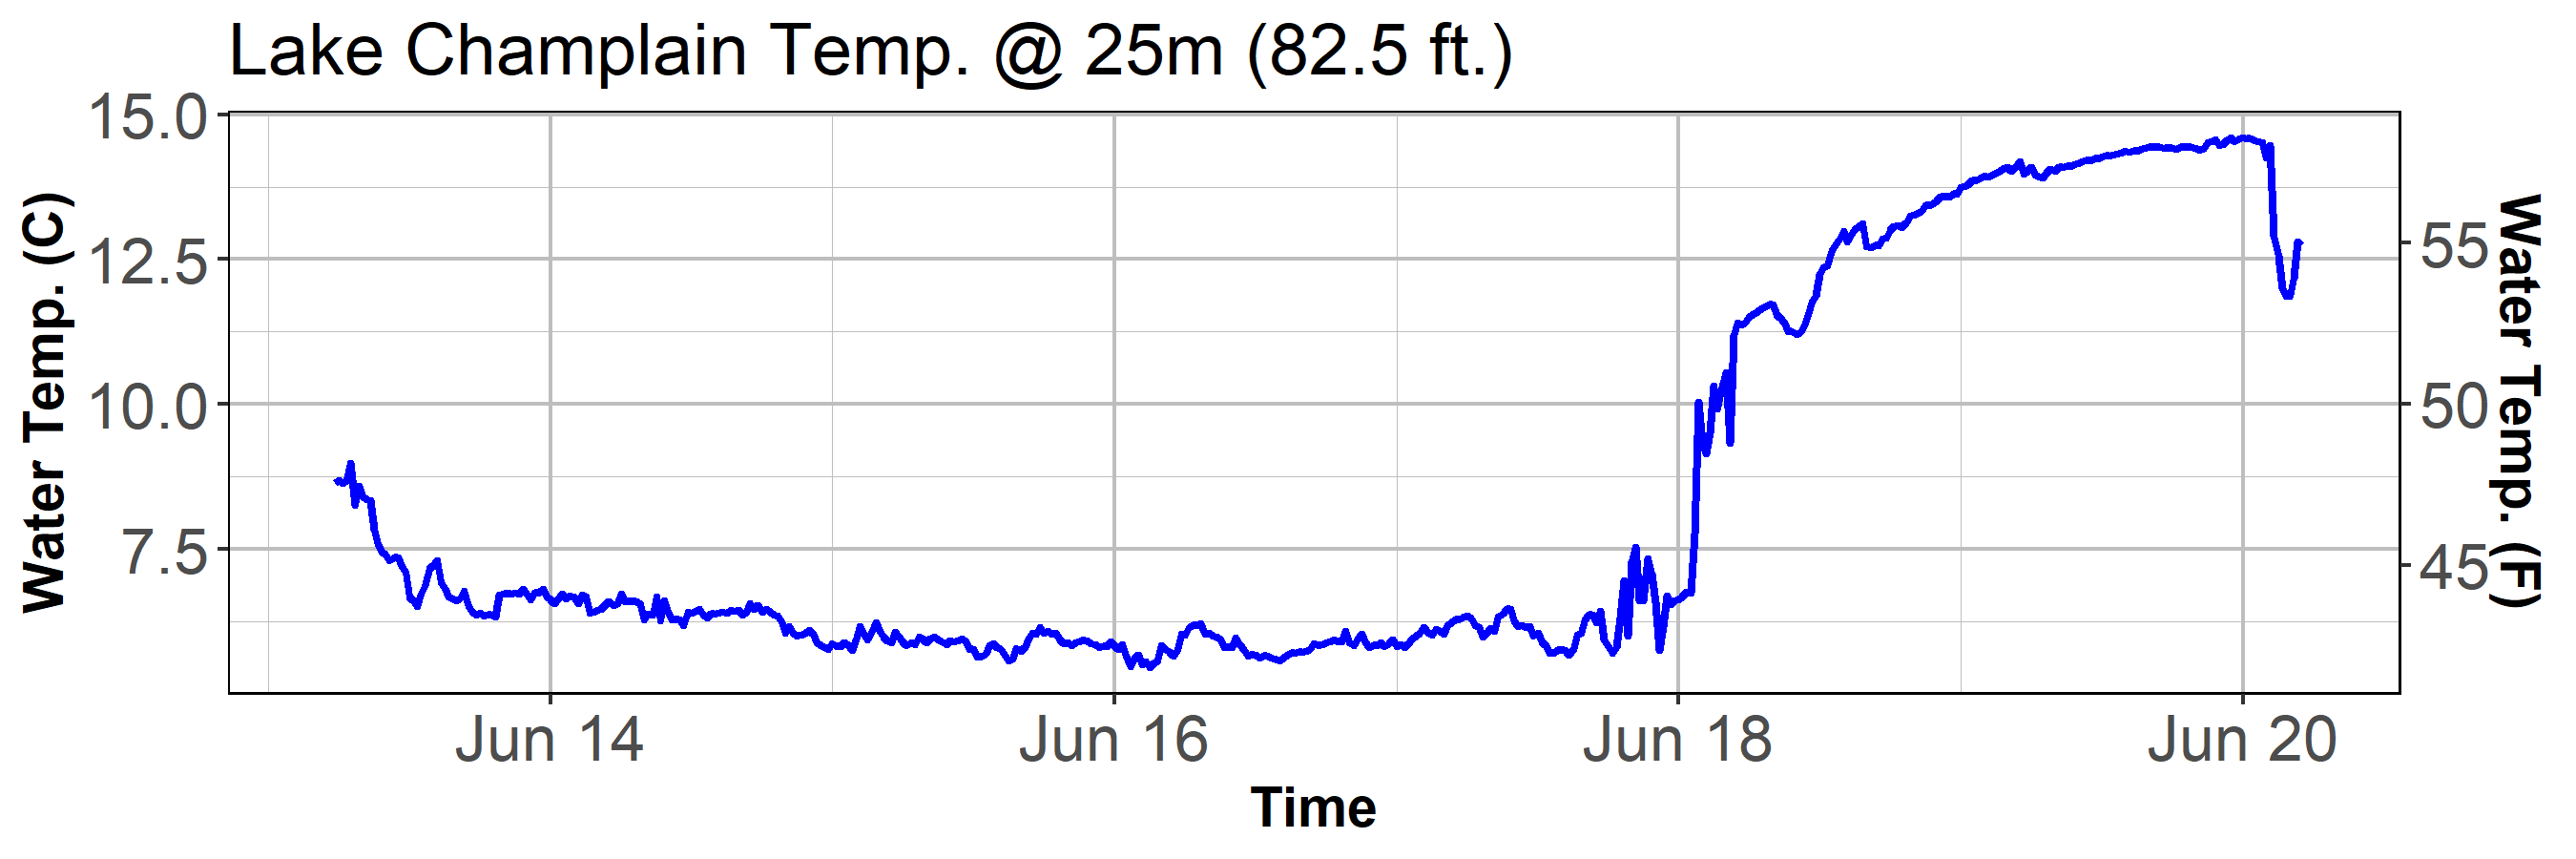 Lake Champlain Temp. @ 25m (82.5 ft.)
Water Temp. (C)
15.0
12.5
10.0
7.5
55
50
45
Water Temp. (F)
Jun 14 Jun 16 Jun 18 Jun 20
Time